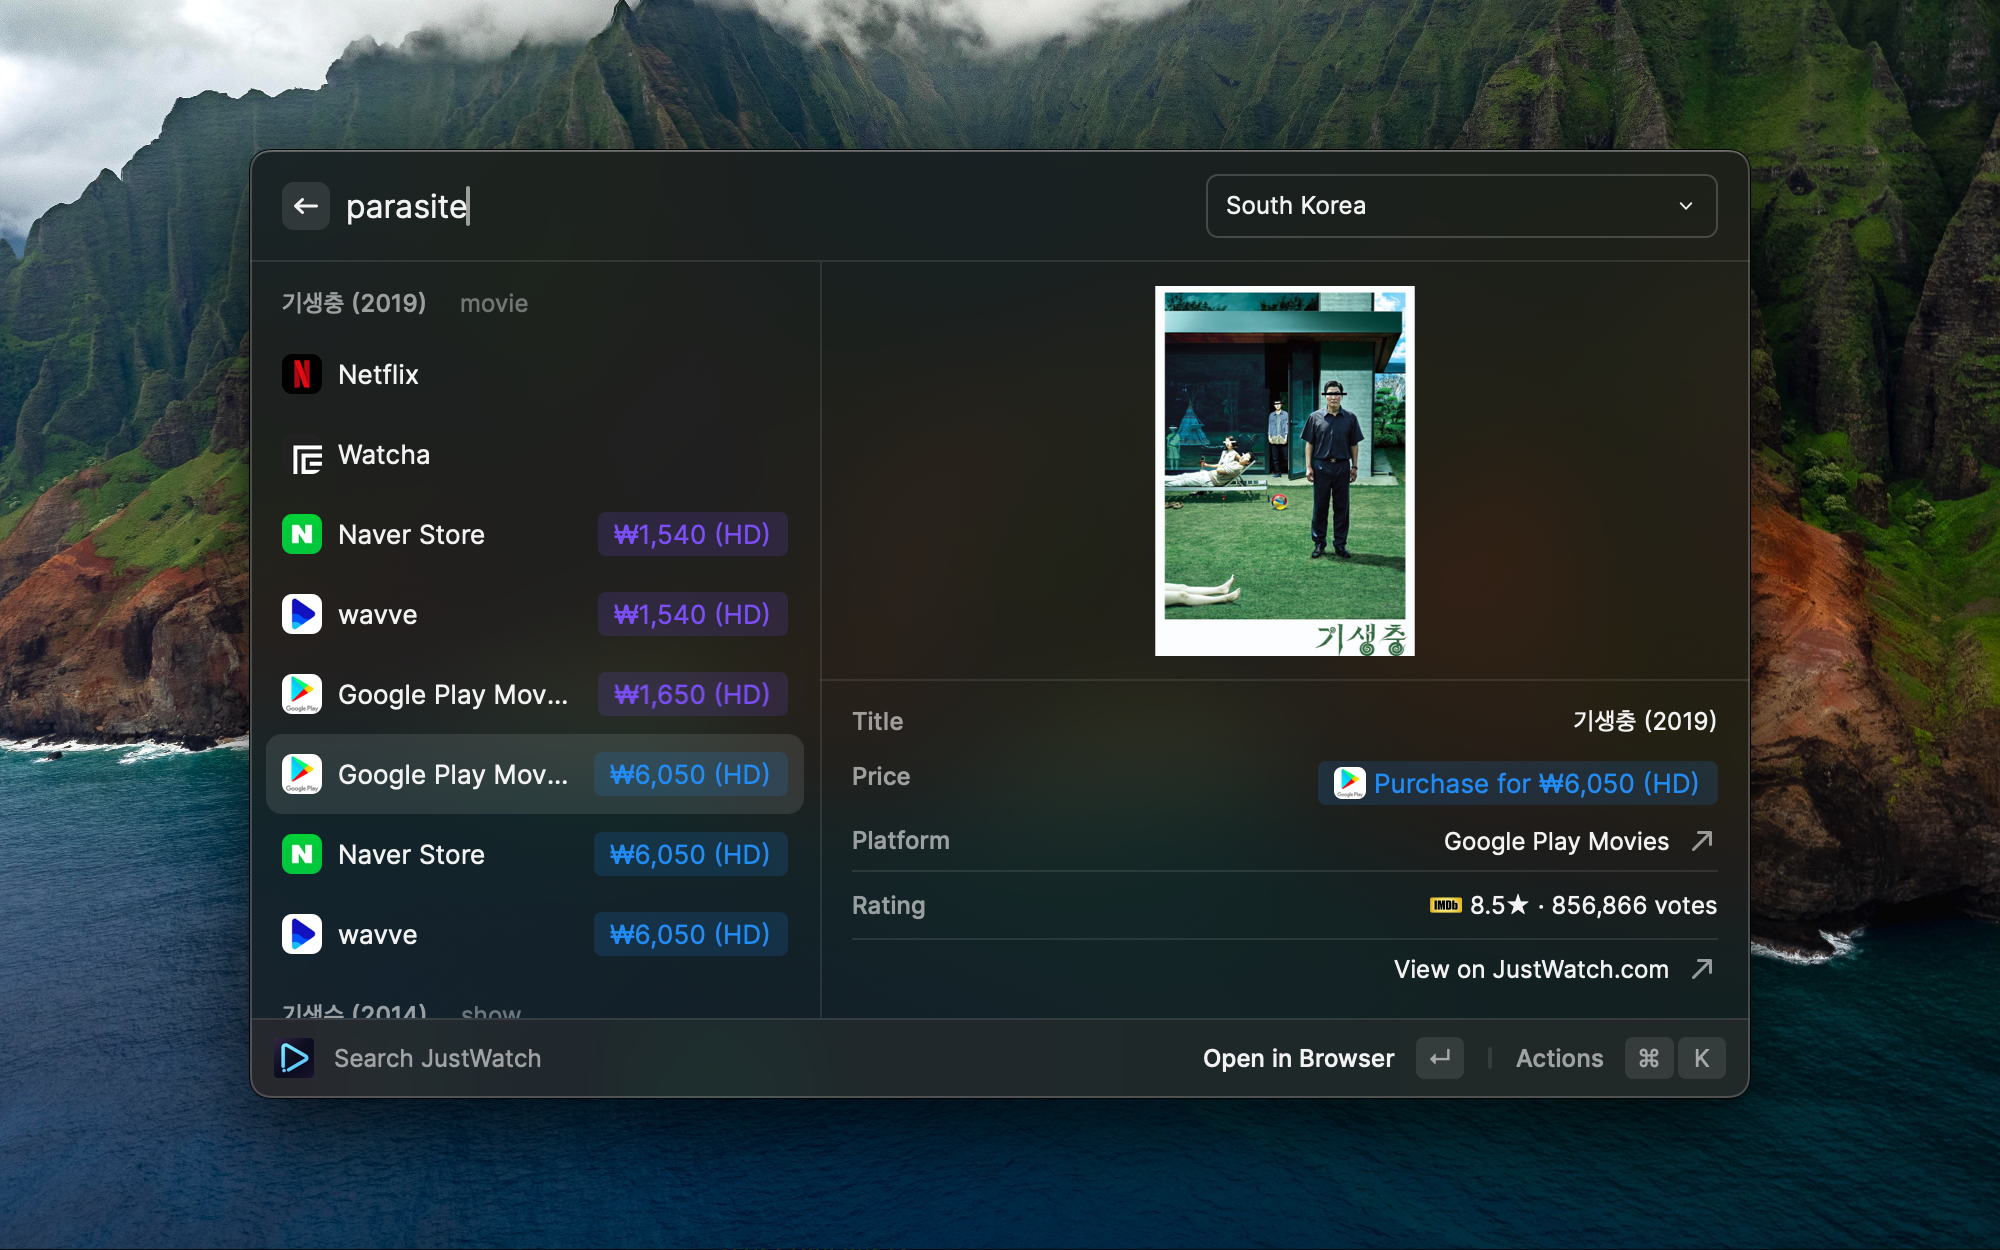 parasite
South Korea
기생충 (2019) movie
Netflix
Watcha
Naver Store ₩1,540 (HD)
wavve ₩1,540 (HD)
Google Play Mov... ₩1,650 (HD)
Google Play Mov... ₩6,050 (HD)
Naver Store ₩6,050 (HD)
wavve ₩6,050 (HD)
기생수 (2014) show
기생충
Title 기생충 (2019)
Price Purchase for ₩6,050 (HD)
Platform Google Play Movies
Rating IMDb 8.5★ · 856,866 votes
View on JustWatch.com
Search JustWatch
Open in Browser ↵ Actions ⌘ K